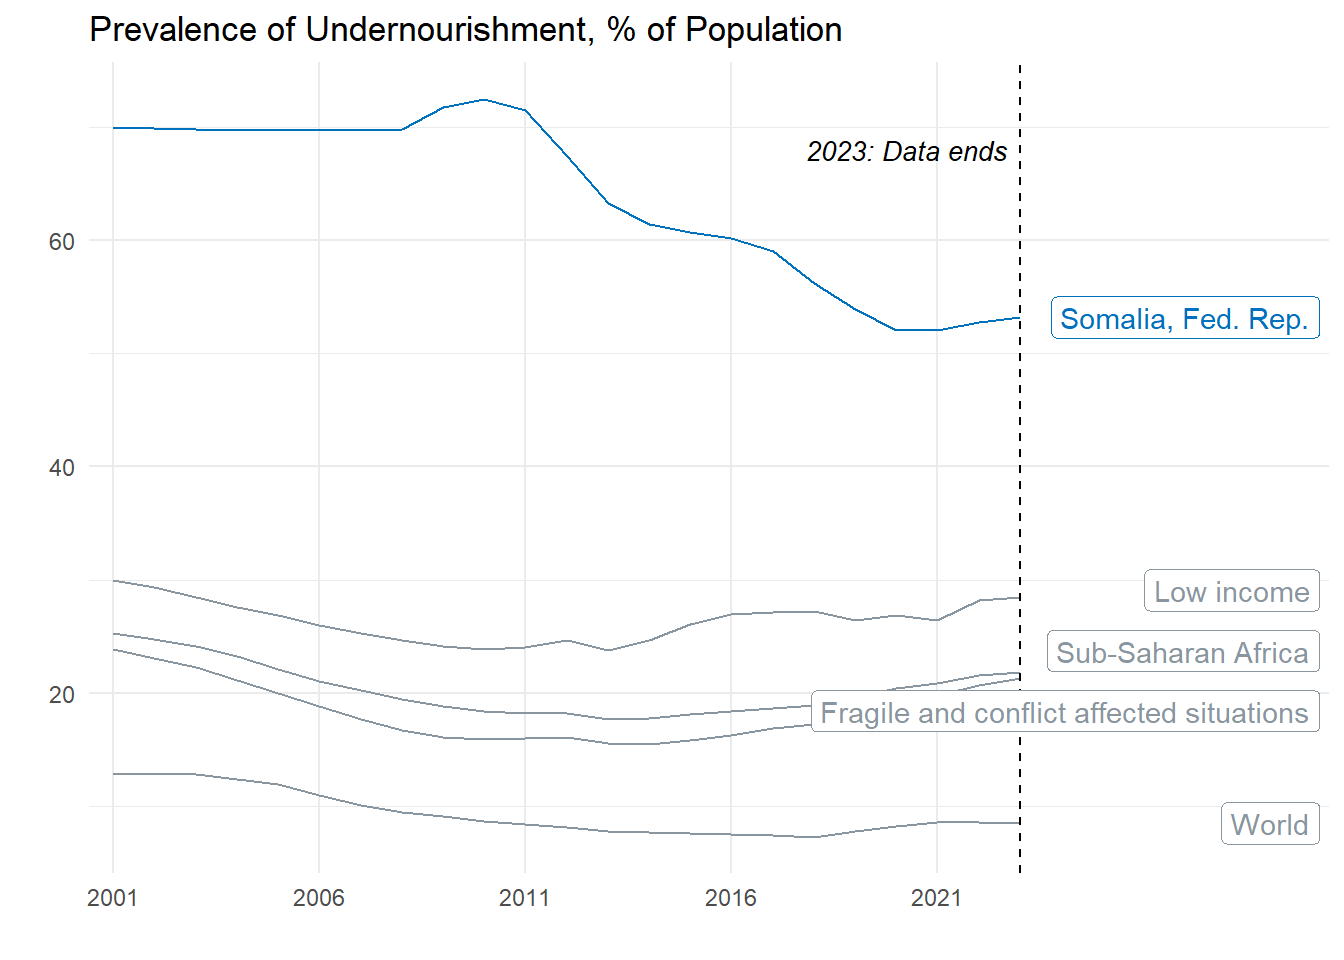 Prevalence of Undernourishment, % of Population
2023: Data ends
60
Somalia, Fed. Rep.
40
Low income
Sub-Saharan Africa
20
Fragile and conflict affected situations
World
2001 2006 2011 2016 2021